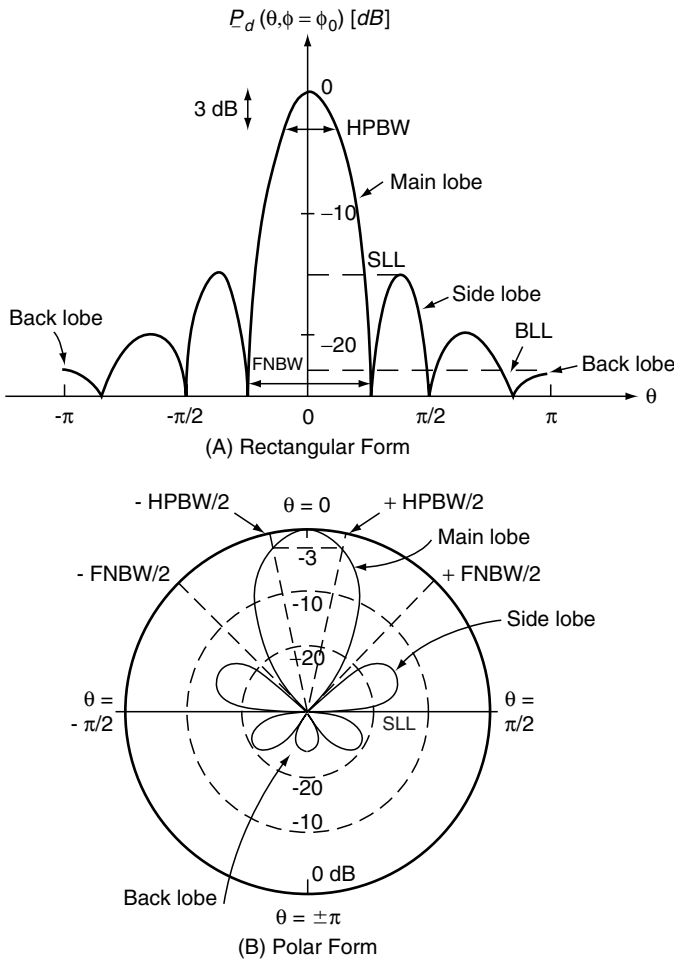 P_d (θ,ϕ = ϕ₀) [dB]
0
3 dB
HPBW
Main lobe
–10
SLL
Side lobe
Back lobe
–20
BLL
FNBW
Back lobe
-π
-π/2
0
π/2
π
θ
(A) Rectangular Form
- HPBW/2
θ = 0
+ HPBW/2
Main lobe
-3
- FNBW/2
+ FNBW/2
-10
Side lobe
-20
θ =
- π/2
θ =
π/2
SLL
-20
-10
0 dB
Back lobe
θ = ±π
(B) Polar Form